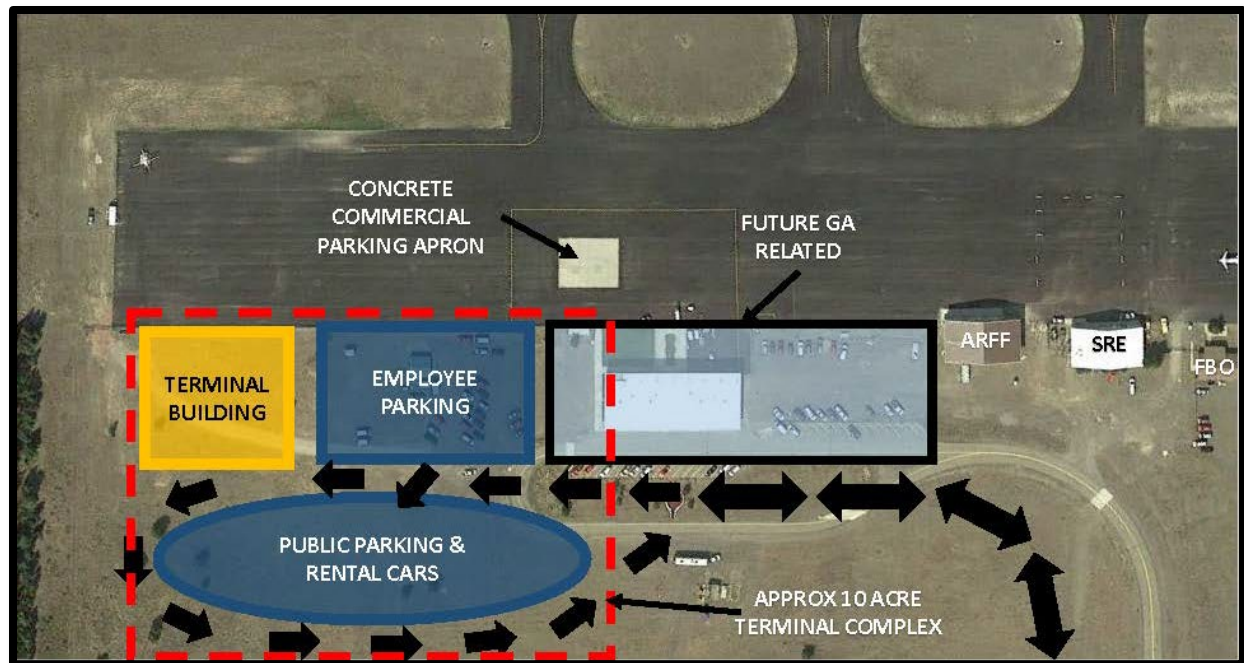 CONCRETE
COMMERCIAL
PARKING APRON
FUTURE GA
RELATED
ARFF
SRE
FBO
TERMINAL
BUILDING
EMPLOYEE
PARKING
PUBLIC PARKING &
RENTAL CARS
APPROX 10 ACRE
TERMINAL COMPLEX